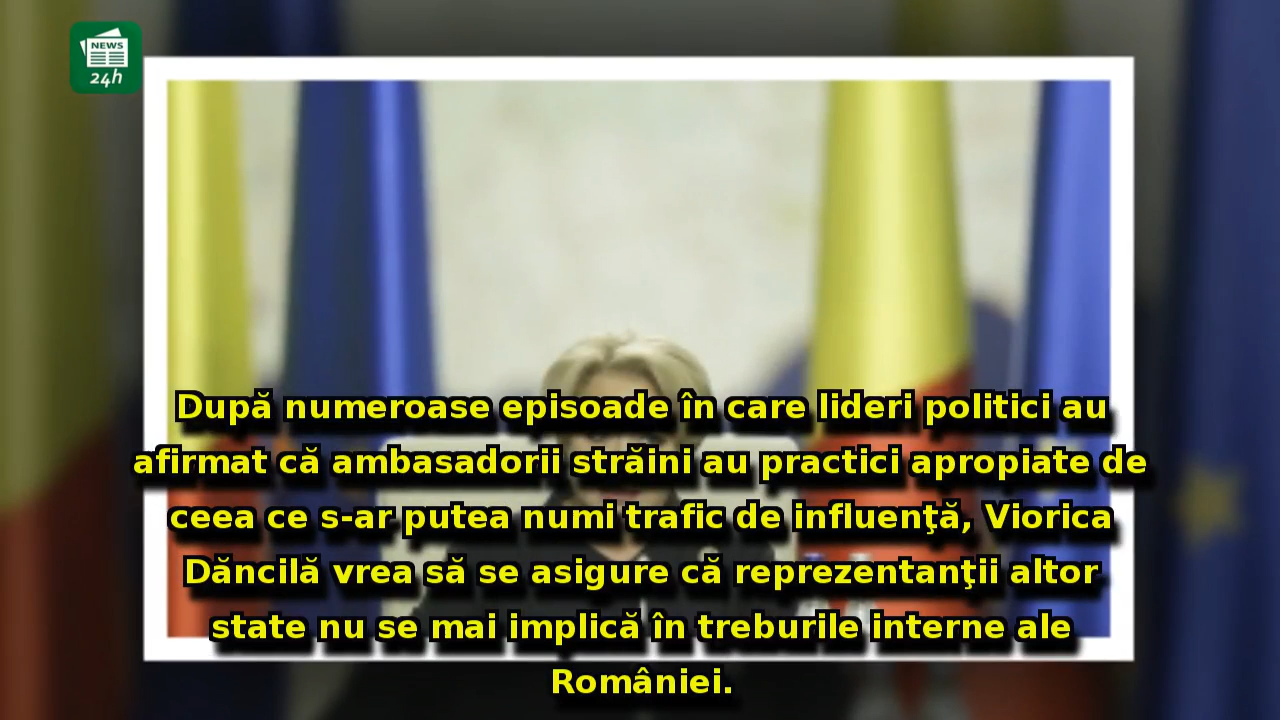 NEWS
24h
După numeroase episoade în care lideri politici au
afirmat că ambasadorii străini au practici apropiate de
ceea ce s-ar putea numi trafic de influenţă, Viorica
Dăncilă vrea să se asigure că reprezentanţii altor
state nu se mai implică în treburile interne ale
României.